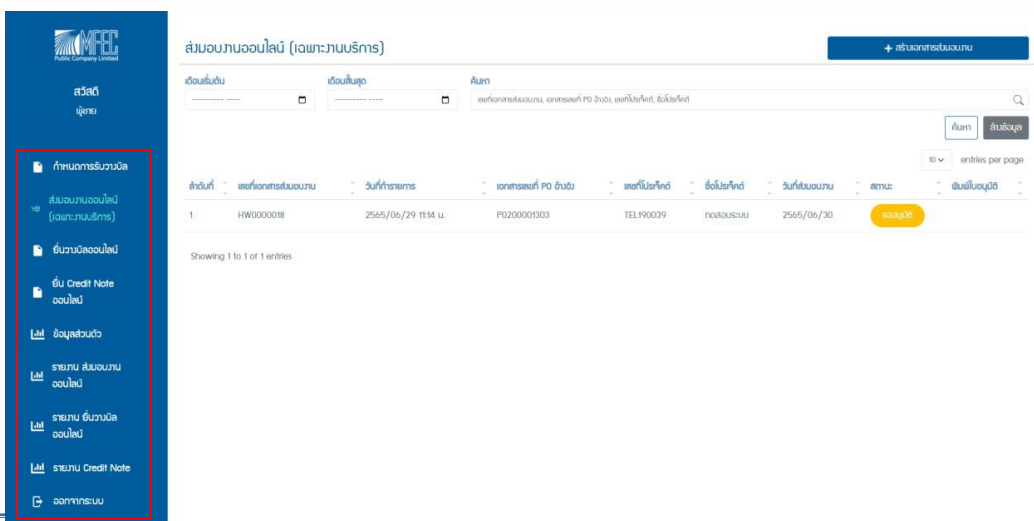 MFEC
Public Company Limited
สวัสดี
ผู้ขาย
กำหนดการรับวางบิล
ส่งมอบงานออนไลน์
(เฉพาะงานบริการ)
ยื่นวางบิลออนไลน์
ยื่น Credit Note
ออนไลน์
ข้อมูลส่วนตัว
รายงาน ส่งมอบงาน
ออนไลน์
รายงาน ยื่นวางบิล
ออนไลน์
รายงาน Credit Note
ออกจากระบบ
ส่งมอบงานออนไลน์ (เฉพาะงานบริการ)
+ สร้างเอกสารส่งมอบงาน
เดือนเริ่มต้น เดือนสิ้นสุด ค้นหา
--------- ---- --------- ---- เลขที่เอกสารส่งมอบงาน, เอกสารเลขที่ PO อ้างอิง, เลขที่โปรเจ็คต์, ชื่อโปรเจ็คต์
ค้นหา ล้างข้อมูล
10 entries per page
ลำดับที่ เลขที่เอกสารส่งมอบงาน วันที่ทำรายการ เอกสารเลขที่ PO อ้างอิง เลขที่โปรเจ็คต์ ชื่อโปรเจ็คต์ วันที่ส่งมอบงาน สถานะ พิมพ์ใบอนุมัติ
1 HW0000018 2565/06/29 11:14 น. P0200001303 TEL190039 ทดสอบระบบ 2565/06/30 รออนุมัติ
Showing 1 to 1 of 1 entries